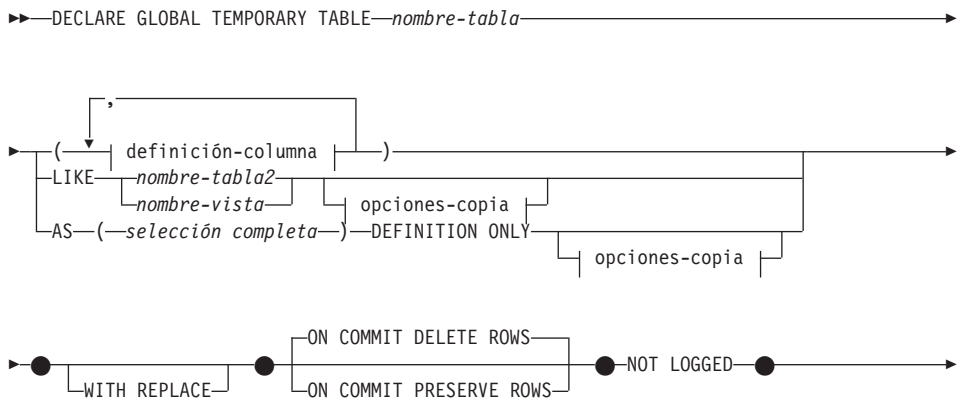 DECLARE GLOBAL TEMPORARY TABLE nombre-tabla
,
( definición-columna )
LIKE nombre-tabla2
nombre-vista opciones-copia
AS ( selección completa ) DEFINITION ONLY
opciones-copia
ON COMMIT DELETE ROWS
NOT LOGGED
WITH REPLACE ON COMMIT PRESERVE ROWS